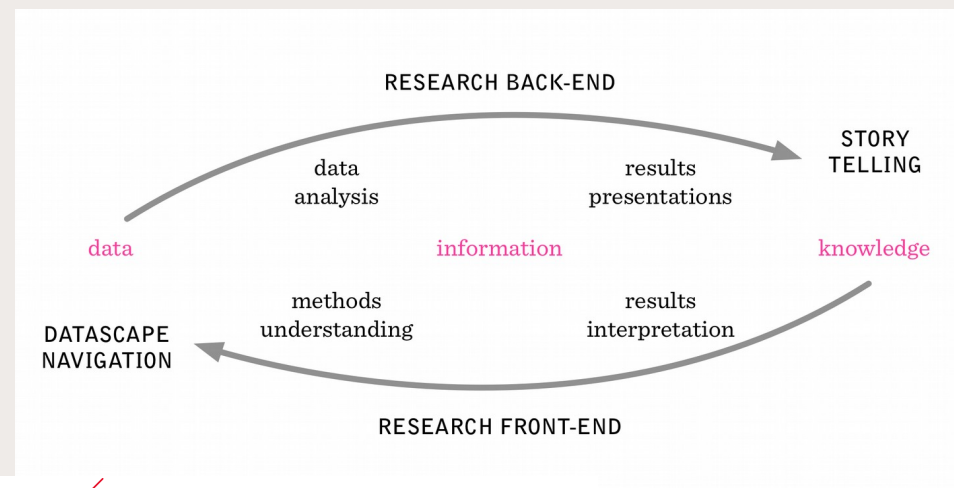 RESEARCH BACK-END
STORY
TELLING
data
analysis
results
presentations
data
information
knowledge
methods
understanding
results
interpretation
DATASCAPE
NAVIGATION
RESEARCH FRONT-END